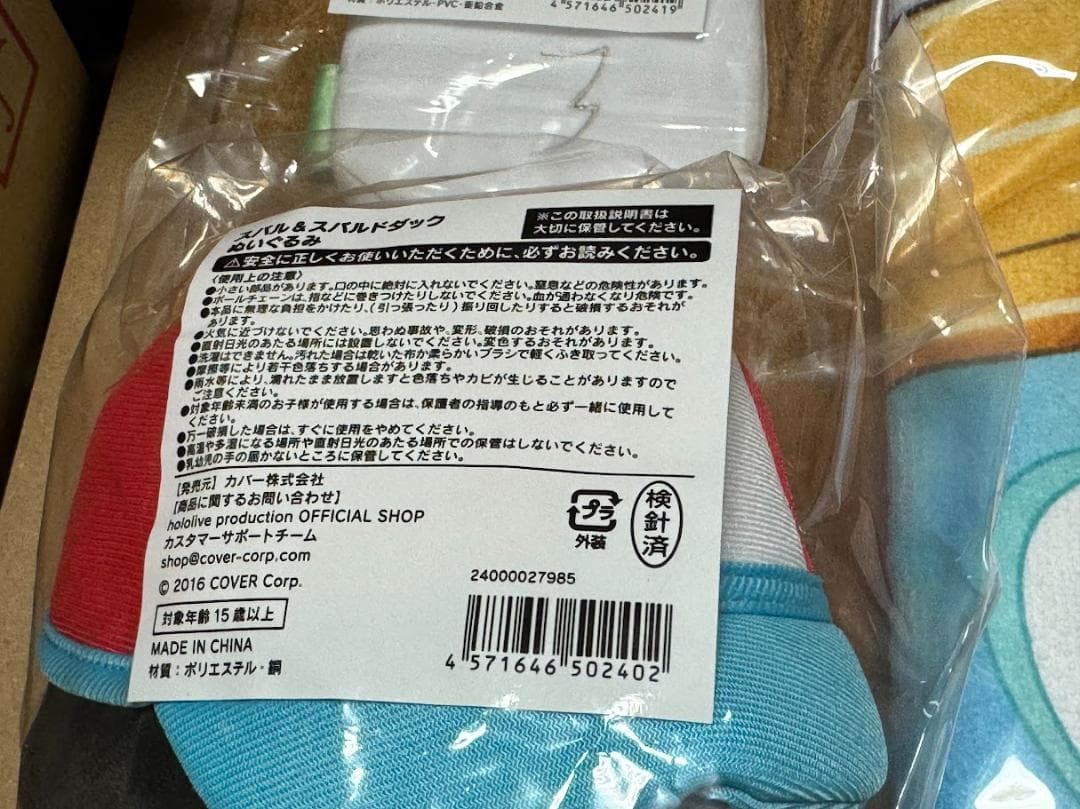 材質：ポリエステル・PVC・亜鉛合金
4 571646 502419
スバル＆スバルドダック
ぬいぐるみ
※この取扱説明書は
大切に保管してください。
⚠安全に正しくお使いいただくために、必ずお読みください。
〈使用上の注意〉
●小さい部品があります。口の中に絶対に入れないでください。窒息などの危険性があります。
●ボールチェーンは、指などに巻きつけたりしないでください。血が通わなくなり危険です。
●本品に無理な負担をかけたり、(引っ張ったり)振り回したりすると破損するおそれが
あります。
●火気に近づけないでください。思わぬ事故や、変形、破損のおそれがあります。
●直射日光のあたる場所には設置しないでください。変色するおそれがあります。
●洗濯はできません。汚れた場合は乾いた布か柔らかいブラシで軽くふき取ってください。
●摩擦等により若干色落ちする場合があります。
●雨水等により、濡れたまま放置しますと色落ちやカビが生じることがありますので
ご注意ください。
●対象年齢未満のお子様が使用する場合は、保護者の指導のもと必ず一緒に使用して
ください。
●万一破損した場合は、すぐに使用をやめてください。
●高温や多湿になる場所や直射日光のあたる場所での保管はしないでください。
●乳幼児の手の届かないところに保管してください。
[発売元] カバー株式会社
【商品に関するお問い合わせ】
hololive production OFFICIAL SHOP
カスタマーサポートチーム
shop@cover-corp.com
© 2016 COVER Corp.
対象年齢15歳以上
MADE IN CHINA
材質：ポリエステル・銅
プラ
外装
検針済
24000027985
4 571646 502402